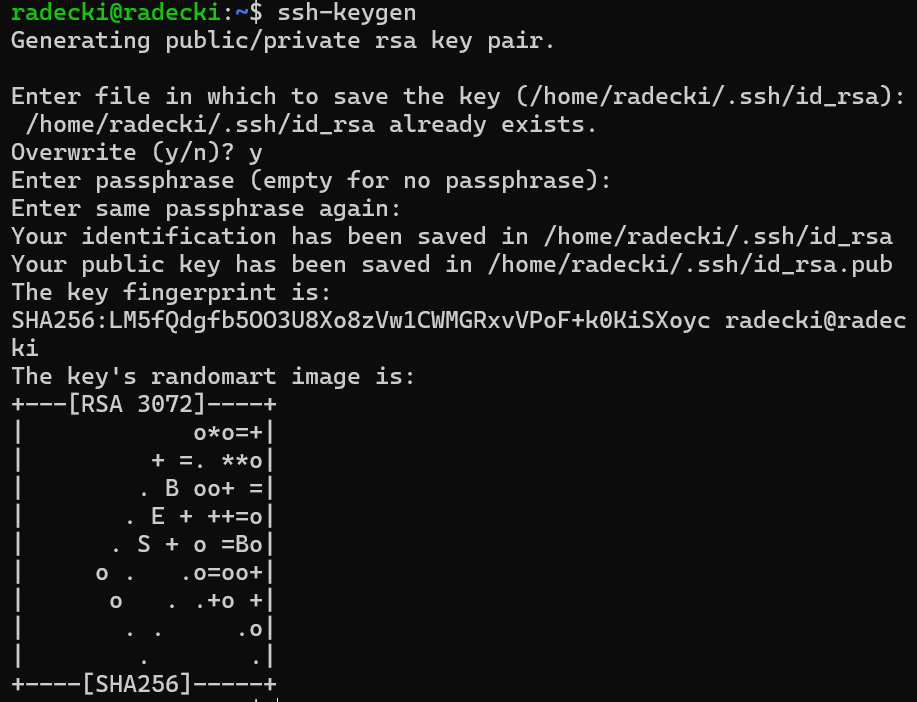 radecki@radecki:~$ ssh-keygen
Generating public/private rsa key pair.

Enter file in which to save the key (/home/radecki/.ssh/id_rsa):
 /home/radecki/.ssh/id_rsa already exists.
Overwrite (y/n)? y
Enter passphrase (empty for no passphrase):
Enter same passphrase again:
Your identification has been saved in /home/radecki/.ssh/id_rsa
Your public key has been saved in /home/radecki/.ssh/id_rsa.pub
The key fingerprint is:
SHA256:LM5fQdgfb5OO3U8Xo8zVw1CWMGRxvVPoF+k0KiSXoyc radecki@radec
ki
The key's randomart image is:
+---[RSA 3072]----+
|            o*o=+|
|         + =. **o|
|        . B oo+ =|
|       . E + ++=o|
|      . S + o =Bo|
|     o .   .o=oo+|
|      o   . .+o +|
|       . .     .o|
|        .       .|
+----[SHA256]-----+